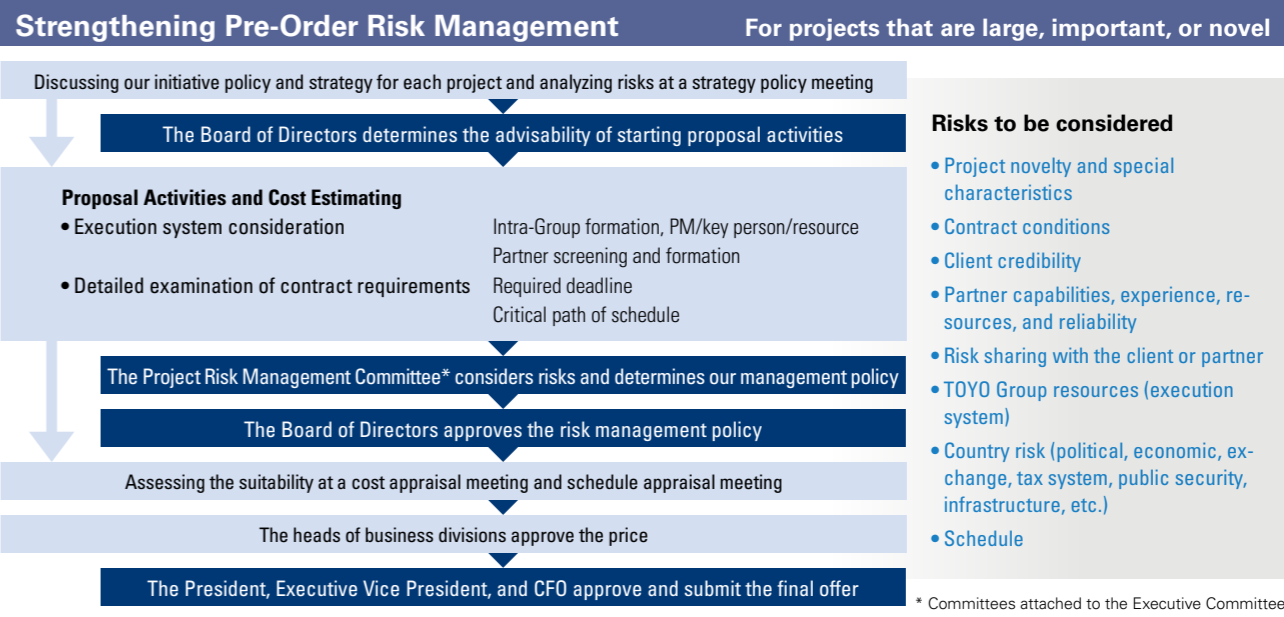 Strengthening Pre-Order Risk Management
For projects that are large, important, or novel
Discussing our initiative policy and strategy for each project and analyzing risks at a strategy policy meeting
The Board of Directors determines the advisability of starting proposal activities
Proposal Activities and Cost Estimating
• Execution system consideration
Intra-Group formation, PM/key person/resource
Partner screening and formation
• Detailed examination of contract requirements
Required deadline
Critical path of schedule
The Project Risk Management Committee* considers risks and determines our management policy
The Board of Directors approves the risk management policy
Assessing the suitability at a cost appraisal meeting and schedule appraisal meeting
The heads of business divisions approve the price
The President, Executive Vice President, and CFO approve and submit the final offer
Risks to be considered
• Project novelty and special
characteristics
• Contract conditions
• Client credibility
• Partner capabilities, experience, re-
sources, and reliability
• Risk sharing with the client or partner
• TOYO Group resources (execution
system)
• Country risk (political, economic, ex-
change, tax system, public security,
infrastructure, etc.)
• Schedule
* Committees attached to the Executive Committee